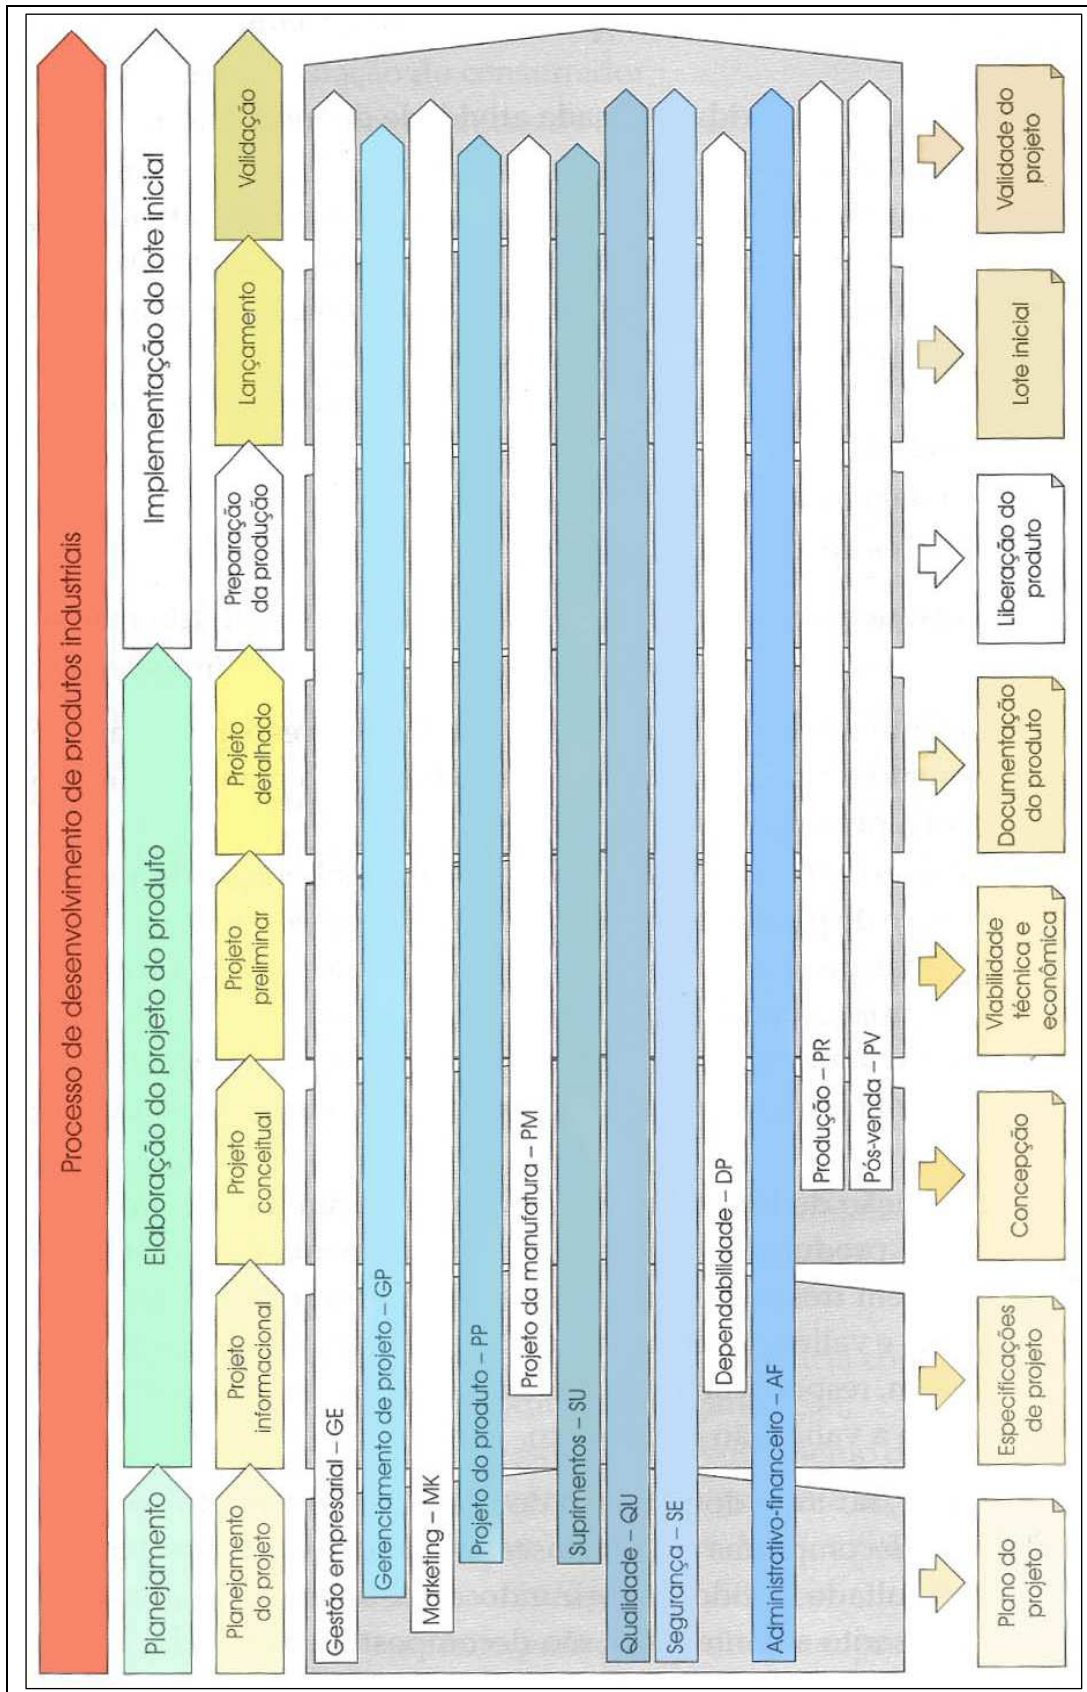 Processo de desenvolvimento de produtos industriais
Planejamento
Elaboração do projeto do produto
Implementação do lote inicial
Planejamento
do projeto
Projeto
informacional
Projeto
conceitual
Projeto
preliminar
Projeto
detalhado
Preparação
da produção
Lançamento
Validação
Gestão empresarial – GE
Gerenciamento de projeto – GP
Marketing – MK
Projeto do produto – PP
Projeto da manufatura – PM
Suprimentos – SU
Qualidade – QU
Segurança – SE
Dependabilidade – DP
Administrativo-financeiro – AF
Produção – PR
Pós-venda – PV
Plano do
projeto
Especificações
de projeto
Concepção
Viabilidade
técnica e
econômica
Documentação
do produto
Liberação do
produto
Lote inicial
Validade do
projeto